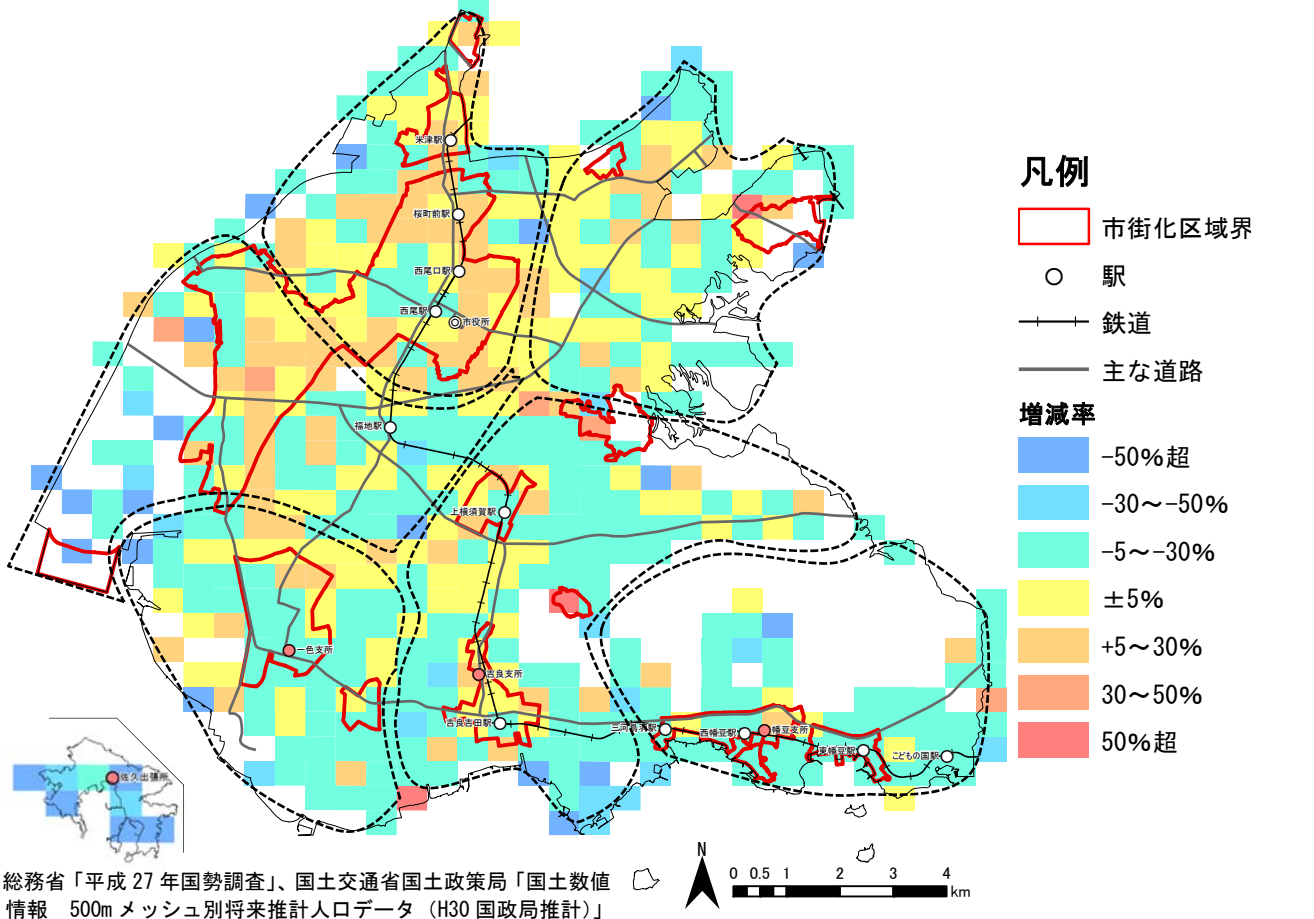 米津駅
桜町前駅
西尾口駅
西尾駅
市役所
福地駅
上横須賀駅
一色支所
吉良支所
吉良吉田駅
三河鳥羽駅
西幡豆駅
幡豆支所
東幡豆駅
こどもの国駅
佐久出張所
凡例
市街化区域界
駅
鉄道
主な道路
増減率
-50%超
-30~-50%
-5~-30%
±5%
+5~30%
30~50%
50%超
N
0 0.5 1 2 3 4
km
総務省「平成27年国勢調査」、国土交通省国土政策局「国土数値
情報 500mメッシュ別将来推計人口データ(H30国政局推計)」